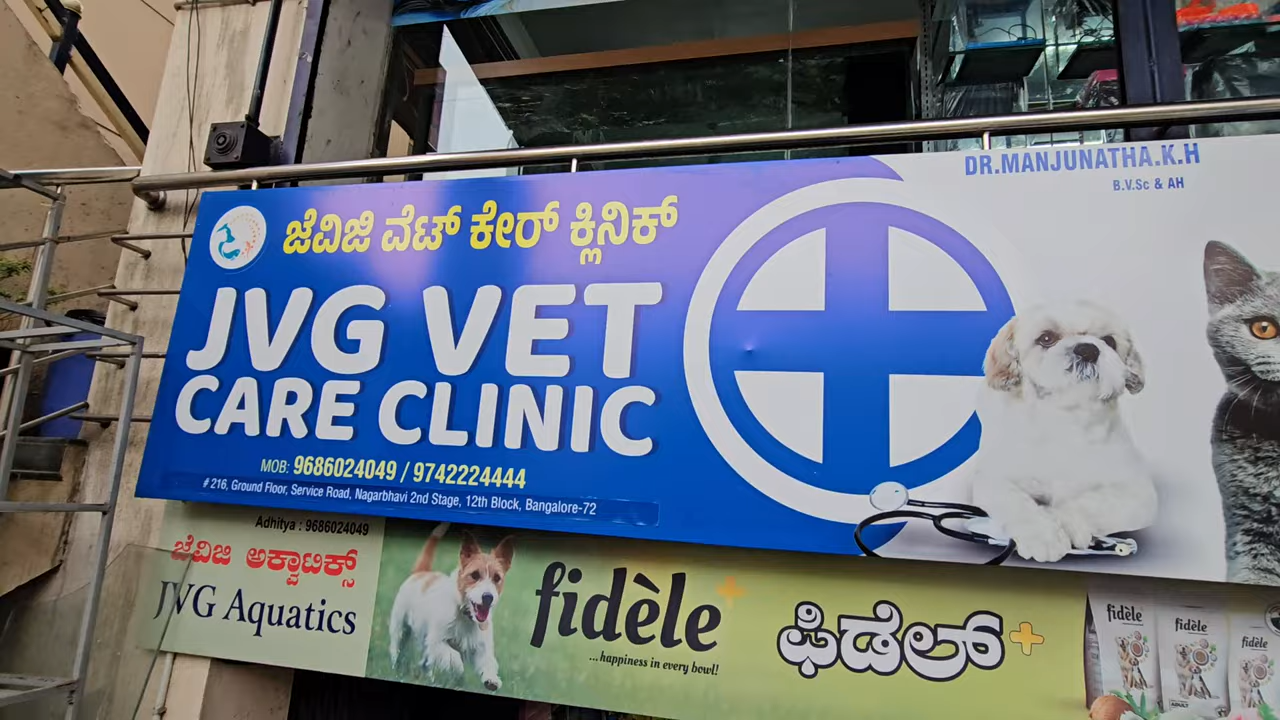 DR.MANJUNATHA.K.H
B.V.Sc & AH
ಜೆವಿಜಿ ವೆಟ್ ಕೇರ್ ಕ್ಲಿನಿಕ್
JVG VET
CARE CLINIC
MOB: 9686024049 / 9742224444
# 216, Ground Floor, Service Road, Nagarbhavi 2nd Stage, 12th Block, Bangalore-72
Adhitya : 9686024049
ಜೆವಿಜಿ ಅಕ್ವಾಟಿಕ್ಸ್
JVG Aquatics
fidèle+
...happiness in every bowl!
ಫಿಡೆಲ್+
fidèle
fidèle
fidèle
ADULT